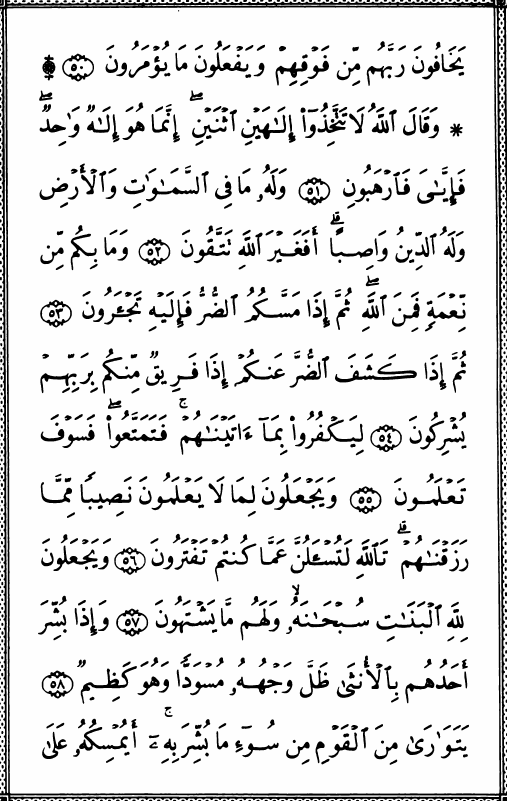 يَخَافُونَ رَبَّهُم مِّن فَوْقِهِمْ وَيَفْعَلُونَ مَا يُؤْمَرُونَ ۩ ٥٠
* وَقَالَ ٱللَّهُ لَا تَتَّخِذُوٓا۟ إِلَـٰهَيْنِ ٱثْنَيْنِ ۖ إِنَّمَا هُوَ إِلَـٰهٌ وَٰحِدٌ ۖ
فَإِيَّـٰىَ فَٱرْهَبُونِ ٥١ وَلَهُۥ مَا فِى ٱلسَّمَـٰوَٰتِ وَٱلْأَرْضِ
وَلَهُ ٱلدِّينُ وَاصِبًا ۚ أَفَغَيْرَ ٱللَّهِ تَتَّقُونَ ٥٢ وَمَا بِكُم مِّن
نِّعْمَةٍ فَمِنَ ٱللَّهِ ۖ ثُمَّ إِذَا مَسَّكُمُ ٱلضُّرُّ فَإِلَيْهِ تَجْـَٔرُونَ ٥٣
ثُمَّ إِذَا كَشَفَ ٱلضُّرَّ عَنكُمْ إِذَا فَرِيقٌ مِّنكُم بِرَبِّهِمْ
يُشْرِكُونَ ٥٤ لِيَكْفُرُوا۟ بِمَآ ءَاتَيْنَـٰهُمْ ۚ فَتَمَتَّعُوا۟ ۖ فَسَوْفَ
تَعْلَمُونَ ٥٥ وَيَجْعَلُونَ لِمَا لَا يَعْلَمُونَ نَصِيبًا مِّمَّا
رَزَقْنَـٰهُمْ ۗ تَٱللَّهِ لَتُسْـَٔلُنَّ عَمَّا كُنتُمْ تَفْتَرُونَ ٥٦ وَيَجْعَلُونَ
لِلَّهِ ٱلْبَنَـٰتِ سُبْحَـٰنَهُۥ ۙ وَلَهُم مَّا يَشْتَهُونَ ٥٧ وَإِذَا بُشِّرَ
أَحَدُهُم بِٱلْأُنثَىٰ ظَلَّ وَجْهُهُۥ مُسْوَدًّا وَهُوَ كَظِيمٌ ٥٨
يَتَوَٰرَىٰ مِنَ ٱلْقَوْمِ مِن سُوٓءِ مَا بُشِّرَ بِهِۦٓ ۚ أَيُمْسِكُهُۥ عَلَىٰ